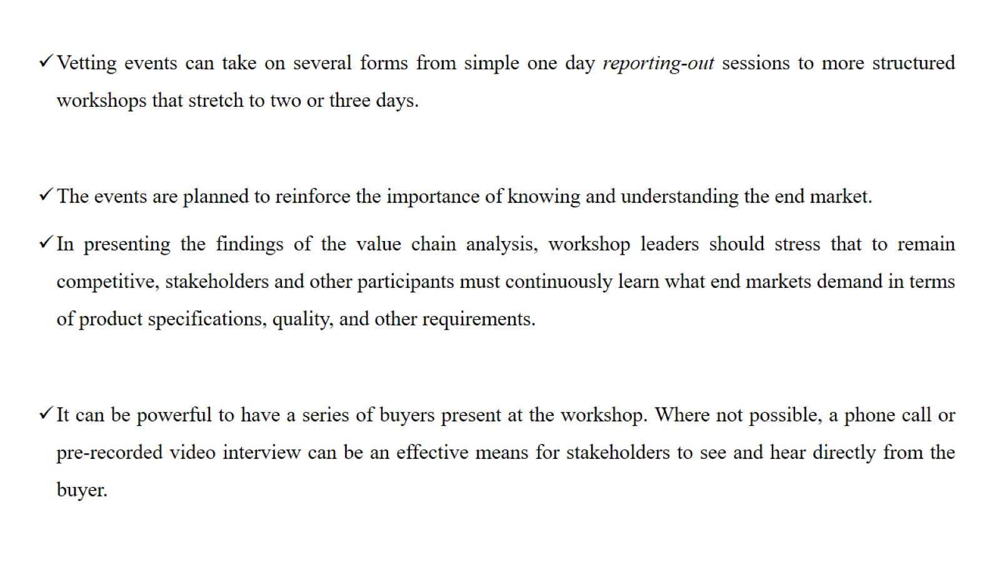 ✓ Vetting events can take on several forms from simple one day reporting-out sessions to more structured
workshops that stretch to two or three days.
✓ The events are planned to reinforce the importance of knowing and understanding the end market.
✓ In presenting the findings of the value chain analysis, workshop leaders should stress that to remain
competitive, stakeholders and other participants must continuously learn what end markets demand in terms
of product specifications, quality, and other requirements.
✓ It can be powerful to have a series of buyers present at the workshop. Where not possible, a phone call or
pre-recorded video interview can be an effective means for stakeholders to see and hear directly from the
buyer.